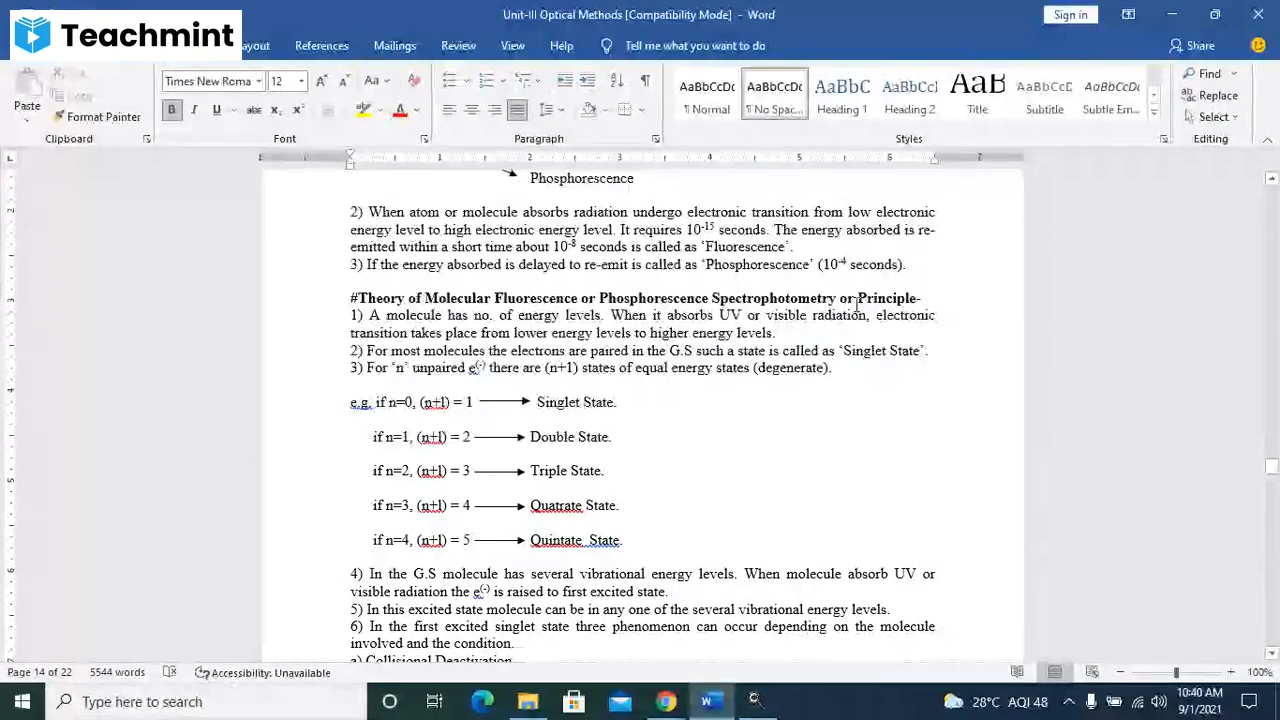 Unit-III Optical Methods [Compatibility Mode] - Word
Sign in
Teachmint
References Mailings Review View Help Tell me what you want to do
Share
Times New Roma 12
Aa
Paste
Format Painter
Clipboard Font Paragraph Styles Editing
AaBbCcDc AaBbCcDc AaBbCc AaBbCcI AaB AaBbCcD AaBbCcDc
¶ Normal ¶ No Spac... Heading 1 Heading 2 Title Subtitle Subtle Em...
Find
Replace
Select
1 1 2 3 4 5 6 7
Phosphorescence
2) When atom or molecule absorbs radiation undergo electronic transition from low electronic
energy level to high electronic energy level. It requires 10-15 seconds. The energy absorbed is re-
emitted within a short time about 10-8 seconds is called as ‘Fluorescence’.
3) If the energy absorbed is delayed to re-emit is called as ‘Phosphorescence’ (10-4 seconds).
#Theory of Molecular Fluorescence or Phosphorescence Spectrophotometry or Principle-
1) A molecule has no. of energy levels. When it absorbs UV or visible radiation, electronic
transition takes place from lower energy levels to higher energy levels.
2) For most molecules the electrons are paired in the G.S such a state is called as ‘Singlet State’.
3) For ‘n’ unpaired e(-) there are (n+1) states of equal energy states (degenerate).
e.g. if n=0, (n+1) = 1 Singlet State.
if n=1, (n+1) = 2 Double State.
if n=2, (n+1) = 3 Triple State.
if n=3, (n+1) = 4 Quatrate State.
if n=4, (n+1) = 5 Quintate State.
4) In the G.S molecule has several vibrational energy levels. When molecule absorb UV or
visible radiation the e(-) is raised to first excited state.
5) In this excited state molecule can be in any one of the several vibrational energy levels.
6) In the first excited singlet state three phenomenon can occur depending on the molecule
involved and the condition.
a) Collisional Deactivation
Page 14 of 22 5544 words Accessibility: Unavailable 100%
Type here to search
28°C AQI 48
10:40 AM
9/1/2021